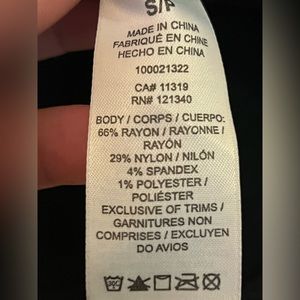 S/P
MADE IN CHINA
FABRIQUÉ EN CHINE
HECHO EN CHINA
100021322
CA# 11319
RN# 121340
BODY / CORPS / CUERPO:
66% RAYON / RAYONNE /
RAYÓN
29% NYLON / NILÓN
4% SPANDEX
1% POLYESTER /
POLIÉSTER
EXCLUSIVE OF TRIMS /
GARNITURES NON
COMPRISES / EXCLUYEN
DO AVIOS